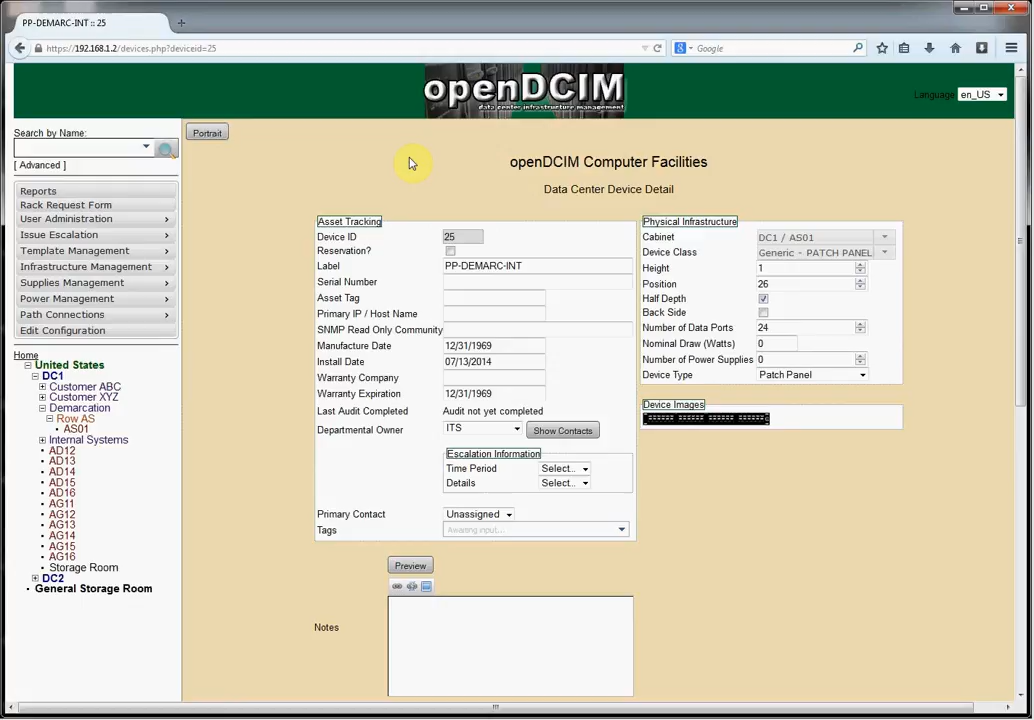 PP-DEMARC-INT :: 25
https://192.168.1.2/devices.php?deviceid=25
Google
openDCIM
data center infrastructure management
Language en_US
Search by Name:
[ Advanced ]
Reports
Rack Request Form
User Administration
Issue Escalation
Template Management
Infrastructure Management
Supplies Management
Power Management
Path Connections
Edit Configuration
Home
United States
DC1
Customer ABC
Customer XYZ
Demarcation
Row AS
AS01
Internal Systems
AD12
AD13
AD14
AD15
AD16
AG11
AG12
AG13
AG14
AG15
AG16
Storage Room
DC2
General Storage Room
Portrait
openDCIM Computer Facilities
Data Center Device Detail
Asset Tracking
Device ID 25
Reservation?
Label PP-DEMARC-INT
Serial Number
Asset Tag
Primary IP / Host Name
SNMP Read Only Community
Manufacture Date 12/31/1969
Install Date 07/13/2014
Warranty Company
Warranty Expiration 12/31/1969
Last Audit Completed Audit not yet completed
Departmental Owner ITS Show Contacts
Escalation Information
Time Period Select...
Details Select...
Primary Contact Unassigned
Tags Awaiting input...
Physical Infrastructure
Cabinet DC1 / AS01
Device Class Generic - PATCH PANEL
Height 1
Position 26
Half Depth
Back Side
Number of Data Ports 24
Nominal Draw (Watts) 0
Number of Power Supplies 0
Device Type Patch Panel
Device Images
Preview
Notes